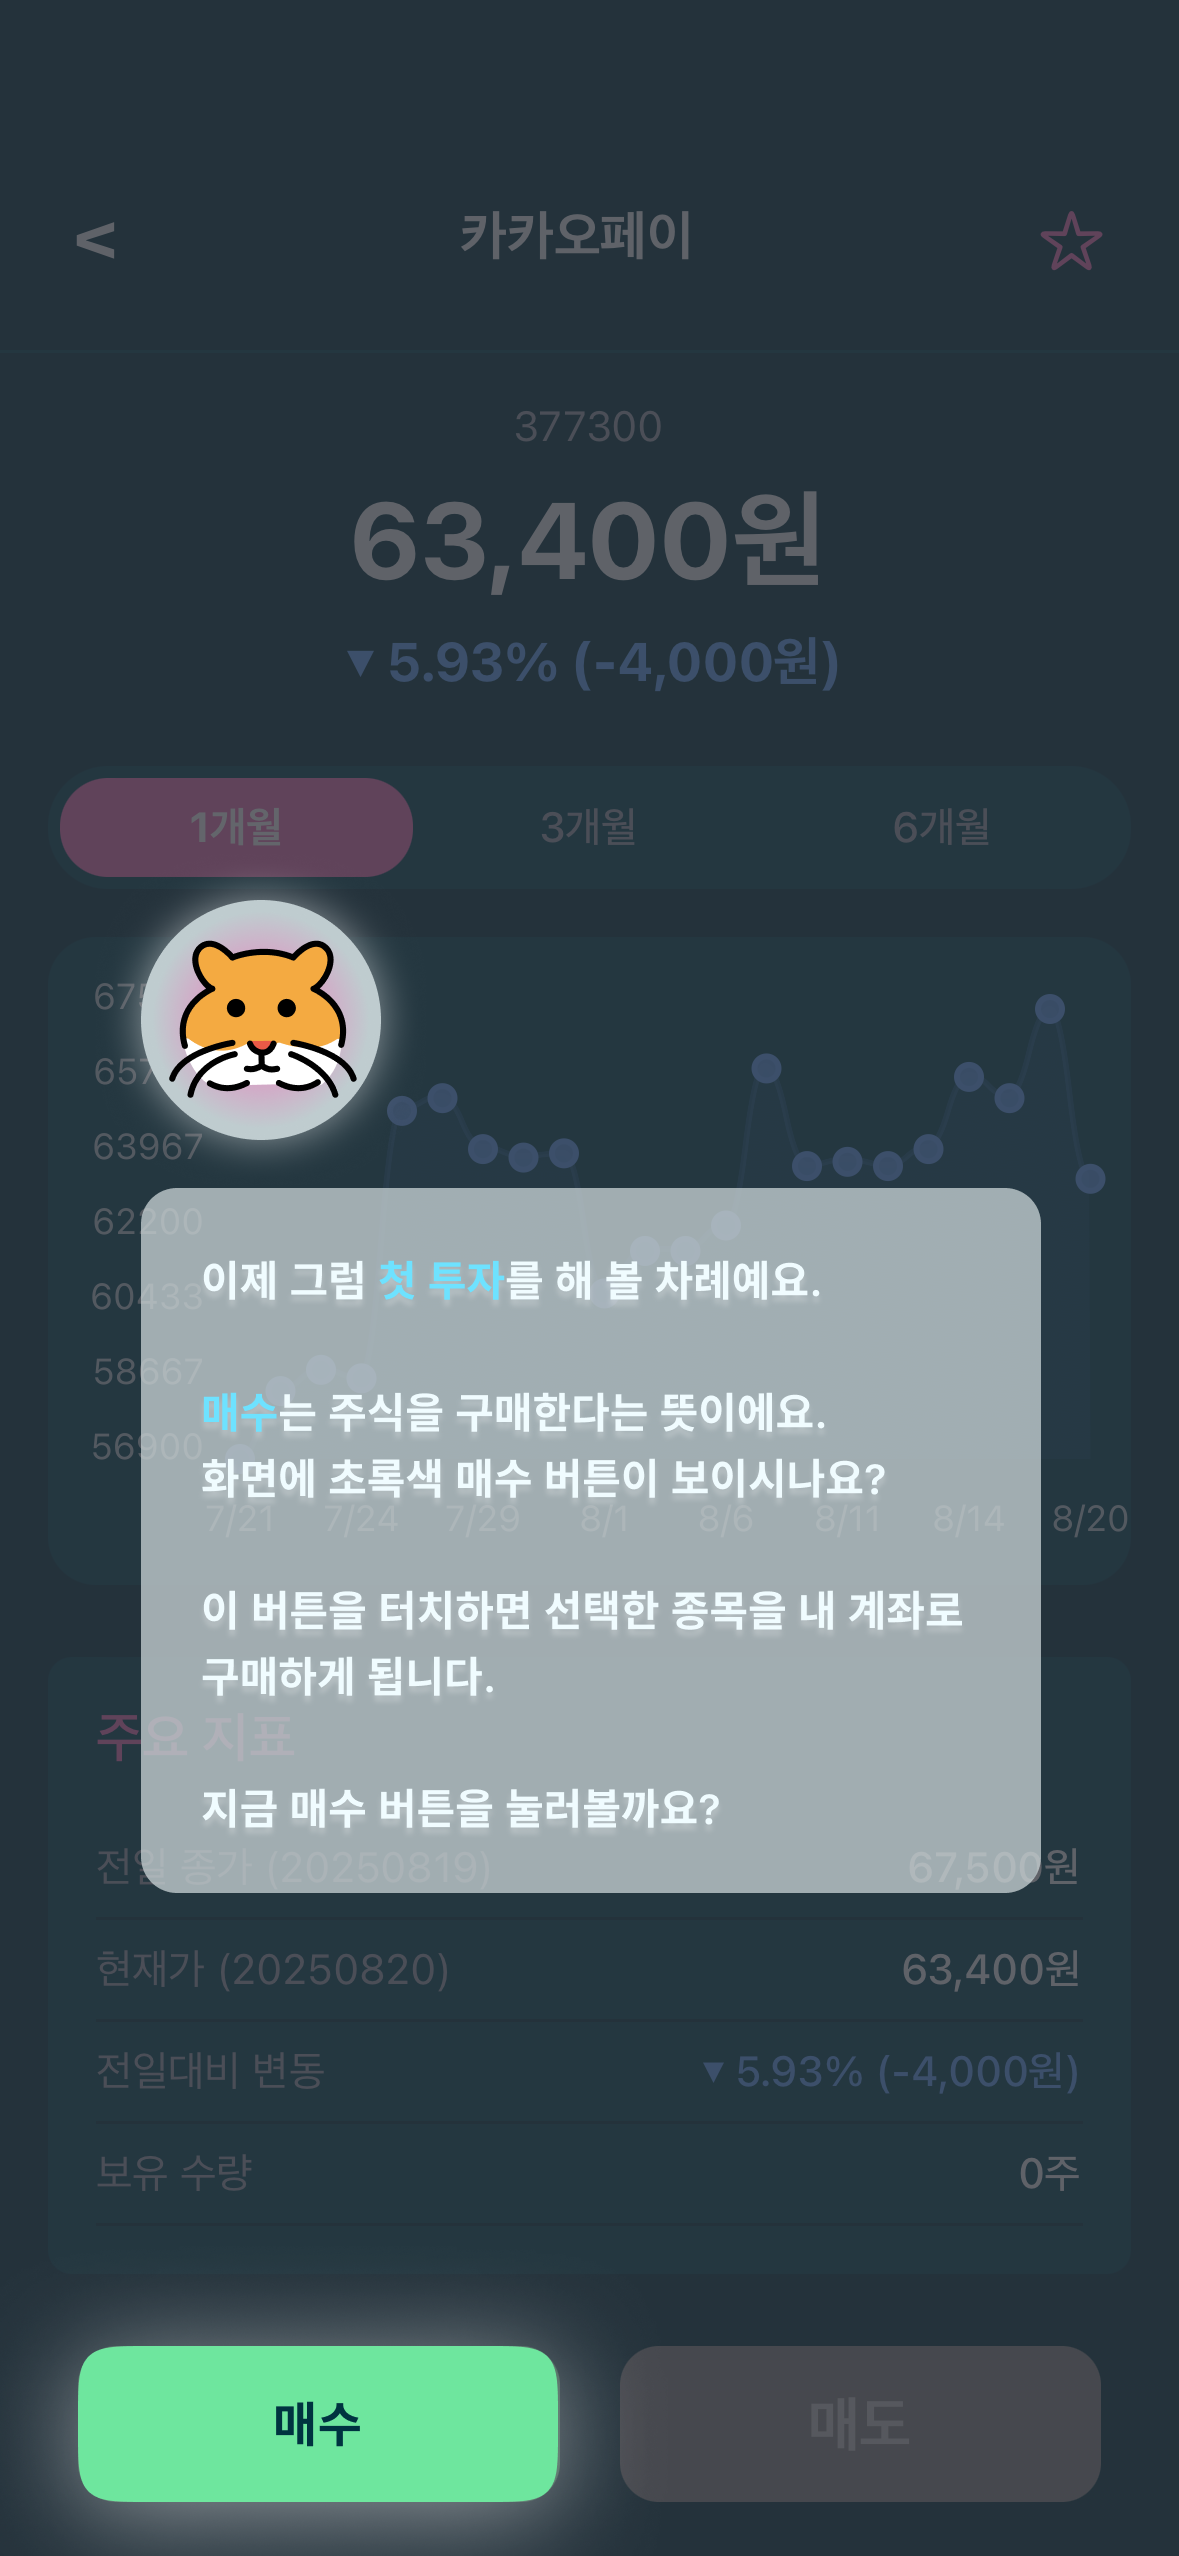 <
카카오페이
377300
63,400원
▼ 5.93% (-4,000원)
1개월
3개월
6개월
63967
62200
60433
58667
56900
7/21
7/24
7/29
8/1
8/6
8/11
8/14
8/20
이제 그럼 첫 투자를 해 볼 차례예요.
매수는 주식을 구매한다는 뜻이에요.
화면에 초록색 매수 버튼이 보이시나요?
이 버튼을 터치하면 선택한 종목을 내 계좌로
구매하게 됩니다.
지금 매수 버튼을 눌러볼까요?
주요 지표
전일 종가 (20250819) 67,500원
현재가 (20250820) 63,400원
전일대비 변동 ▼ 5.93% (-4,000원)
보유 수량 0주
매수
매도